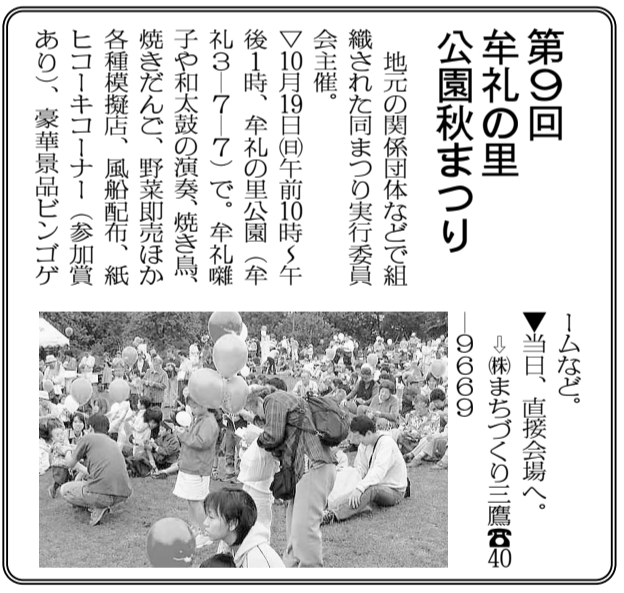 第9回
牟礼の里
公園秋まつり
地元の関係団体などで組
織された同まつり実行委員
会主催。
▽10月19日㈰午前10時～午
後1時、牟礼の里公園（牟
礼3―7―7）で。牟礼囃
子や和太鼓の演奏、焼き鳥、
焼きだんご、野菜即売ほか
各種模擬店、風船配布、紙
ヒコーキコーナー（参加賞
あり）、豪華景品ビンゴゲ
ームなど。
▼当日、直接会場へ。
⇨㈱まちづくり三鷹☎40
―9669